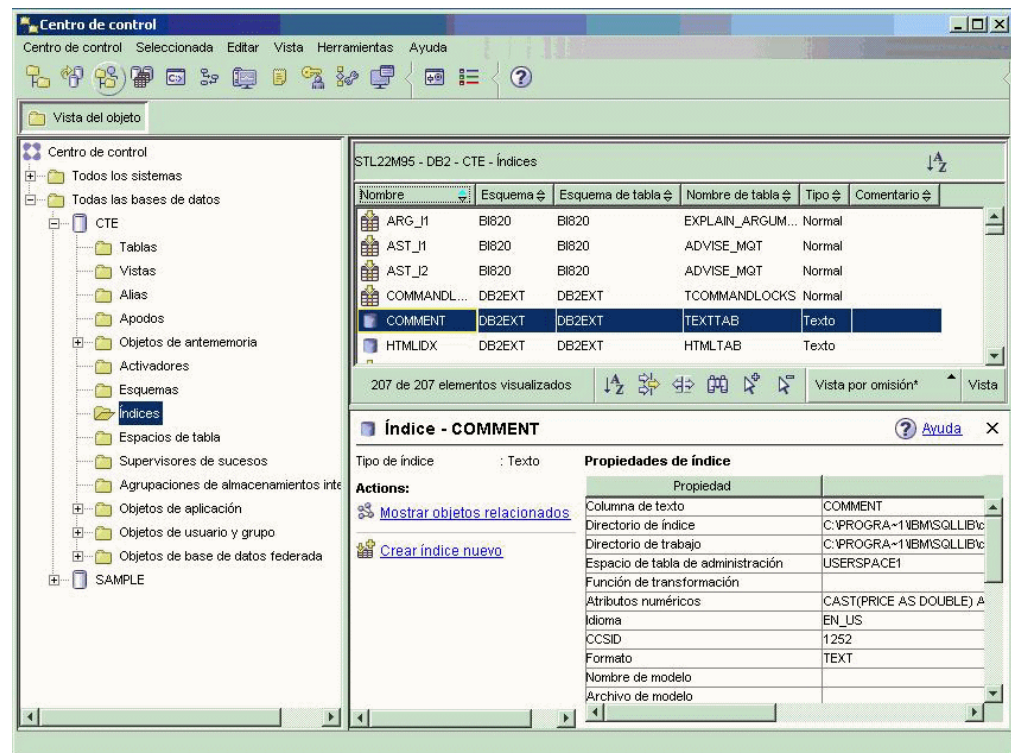 Centro de control
Centro de control Seleccionada Editar Vista Herramientas Ayuda
Vista del objeto
Centro de control
Todos los sistemas
Todas las bases de datos
CTE
Tablas
Vistas
Alias
Apodos
Objetos de antememoria
Activadores
Esquemas
Índices
Espacios de tabla
Supervisores de sucesos
Agrupaciones de almacenamientos inte
Objetos de aplicación
Objetos de usuario y grupo
Objetos de base de datos federada
SAMPLE
STL22M95 - DB2 - CTE - Índices
Nombre Esquema Esquema de tabla Nombre de tabla Tipo Comentario
ARG_I1 BI820 BI820 EXPLAIN_ARGUM... Normal
AST_I1 BI820 BI820 ADVISE_MQT Normal
AST_I2 BI820 BI820 ADVISE_MQT Normal
COMMANDL... DB2EXT DB2EXT TCOMMANDLOCKS Normal
COMMENT DB2EXT DB2EXT TEXTTAB Texto
HTMLIDX DB2EXT DB2EXT HTMLTAB Texto
207 de 207 elementos visualizados Vista por omisión* Vista
Índice - COMMENT Ayuda
Tipo de índice : Texto
Actions:
Mostrar objetos relacionados
Crear índice nuevo
Propiedades de índice
Propiedad
Columna de texto COMMENT
Directorio de índice C:\PROGRA~1\IBM\SQLLIB\c
Directorio de trabajo C:\PROGRA~1\IBM\SQLLIB\c
Espacio de tabla de administración USERSPACE1
Función de transformación
Atributos numéricos CAST(PRICE AS DOUBLE) A
Idioma EN_US
CCSID 1252
Formato TEXT
Nombre de modelo
Archivo de modelo